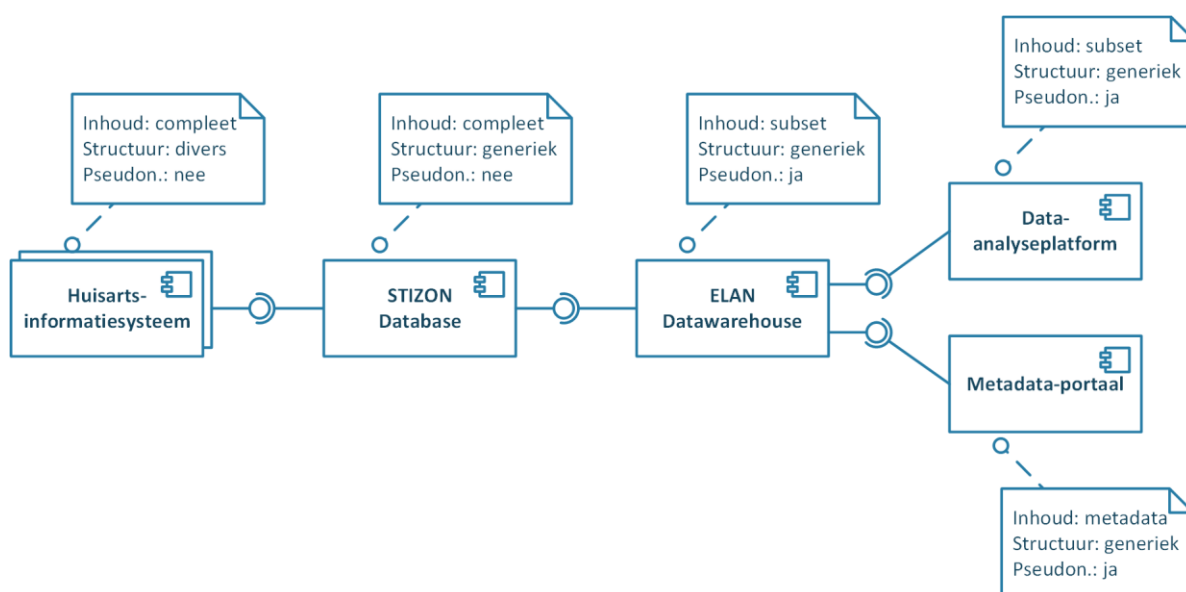 Inhoud: subset
Structuur: generiek
Pseudon.: ja
Inhoud: compleet
Structuur: divers
Pseudon.: nee
Inhoud: compleet
Structuur: generiek
Pseudon.: nee
Inhoud: subset
Structuur: generiek
Pseudon.: ja
Huisarts-
informatiesysteem
STIZON
Database
ELAN
Datawarehouse
Data-
analyseplatform
Metadata-portaal
Inhoud: metadata
Structuur: generiek
Pseudon.: ja